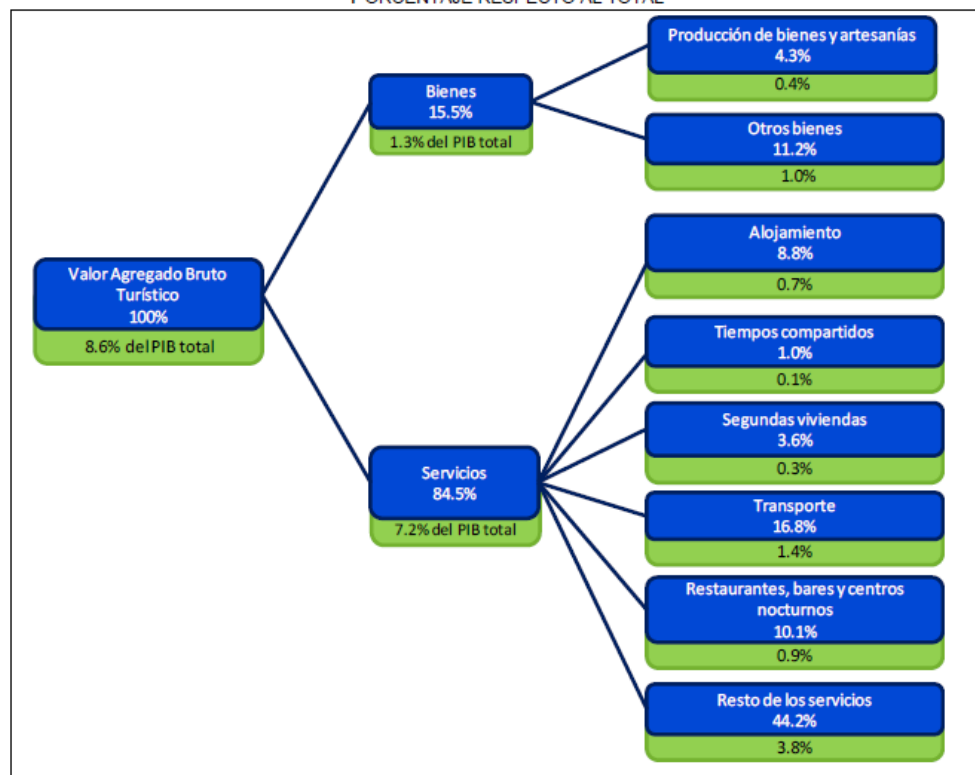 PORCENTAJE RESPECTO AL TOTAL
Valor Agregado Bruto
Turístico
100%
8.6% del PIB total
Bienes
15.5%
1.3% del PIB total
Producción de bienes y artesanías
4.3%
0.4%
Otros bienes
11.2%
1.0%
Servicios
84.5%
7.2% del PIB total
Alojamiento
8.8%
0.7%
Tiempos compartidos
1.0%
0.1%
Segundas viviendas
3.6%
0.3%
Transporte
16.8%
1.4%
Restaurantes, bares y centros
nocturnos
10.1%
0.9%
Resto de los servicios
44.2%
3.8%